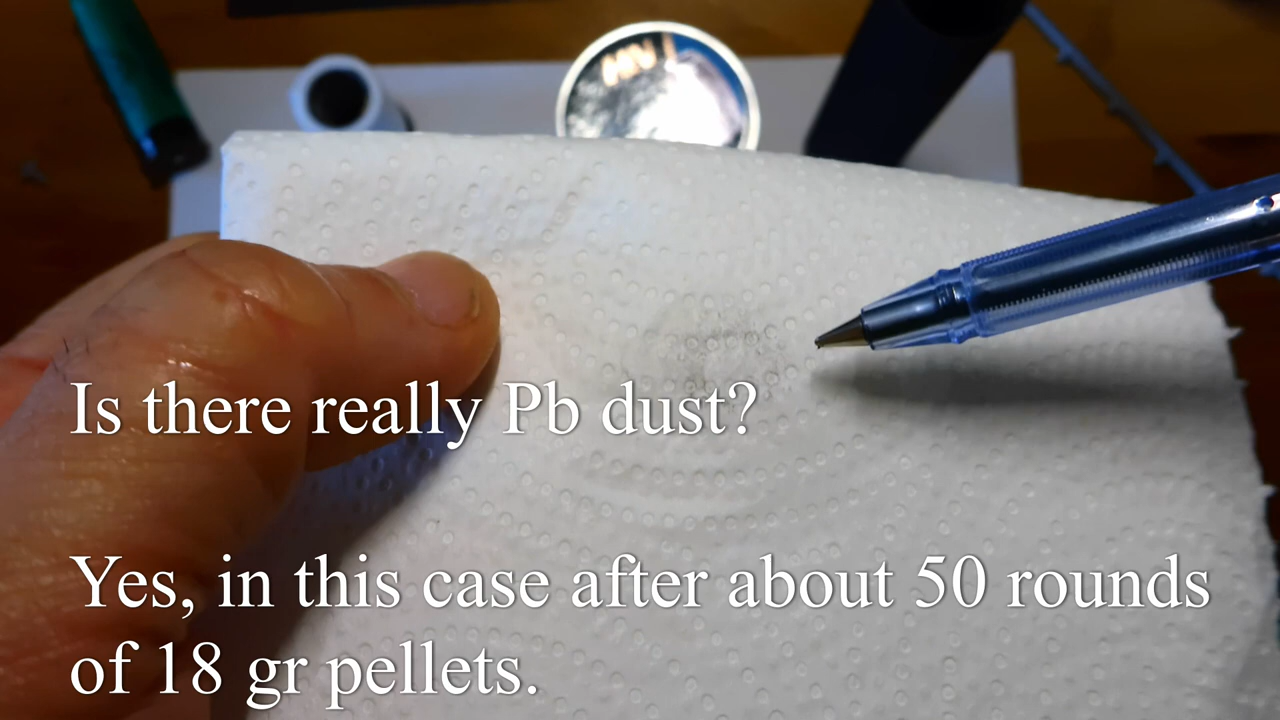 Is there really Pb dust?
Yes, in this case after about 50 rounds
of 18 gr pellets.